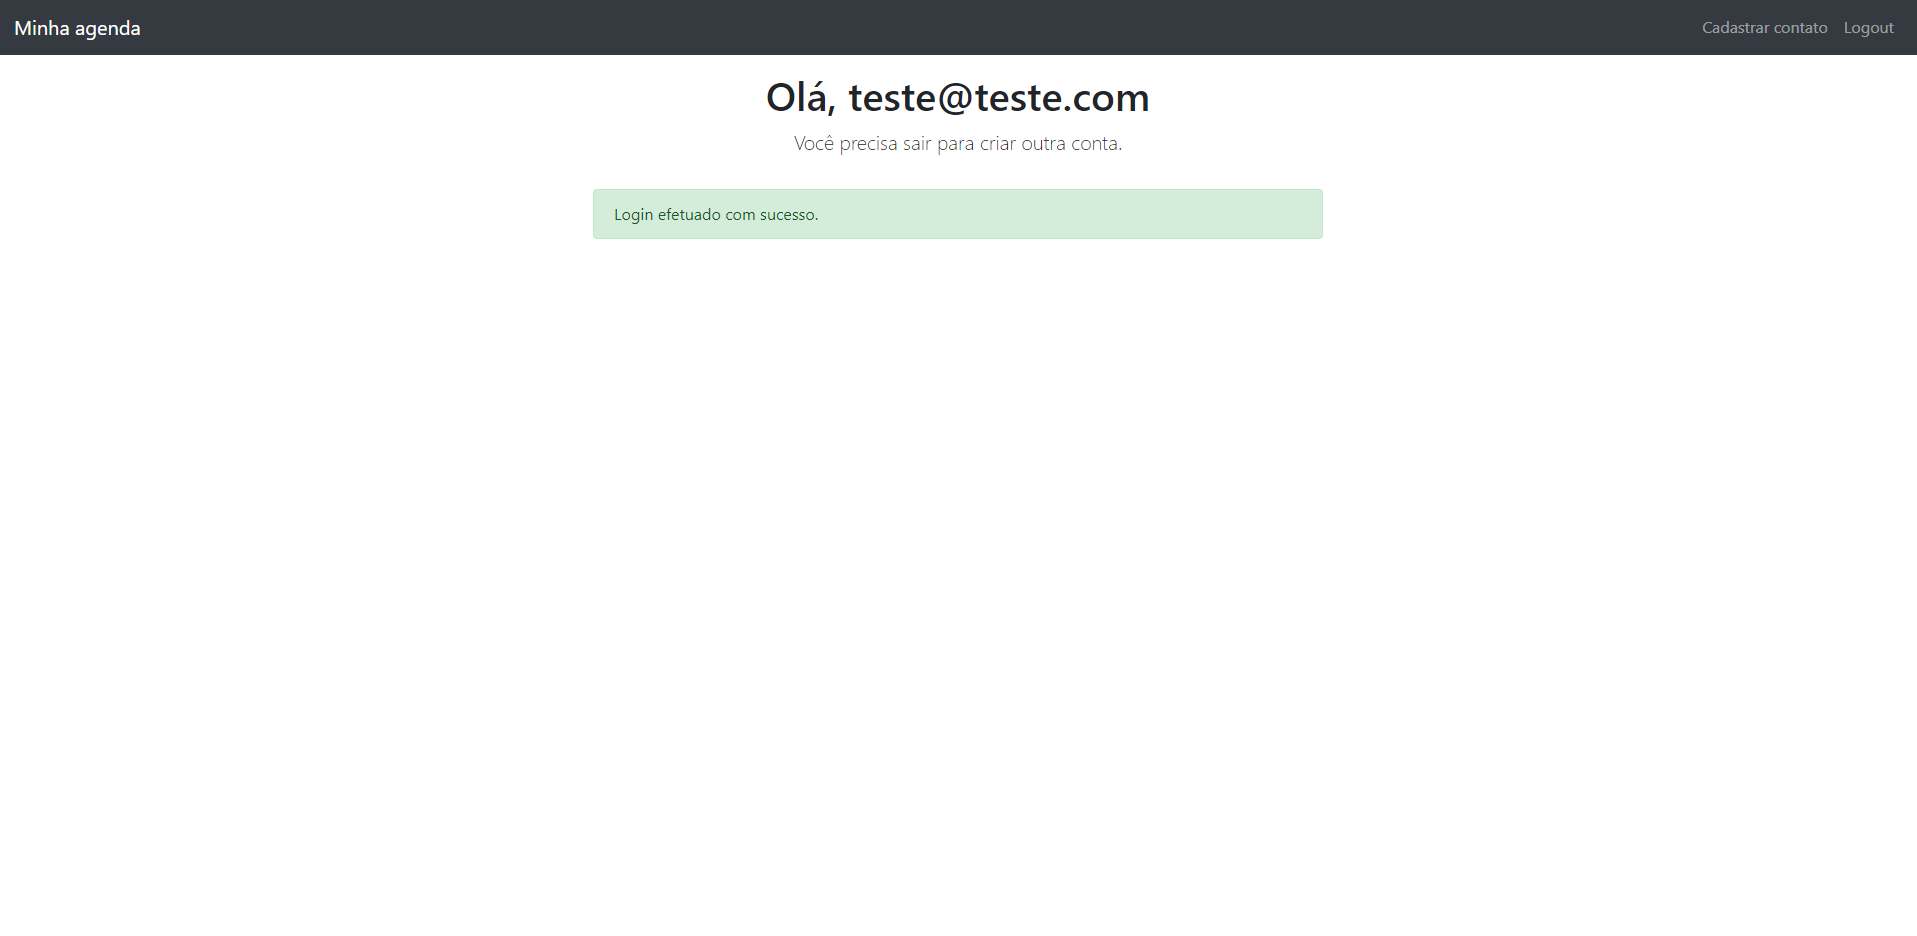 Minha agenda
Cadastrar contato Logout
Olá, teste@teste.com
Você precisa sair para criar outra conta.
Login efetuado com sucesso.